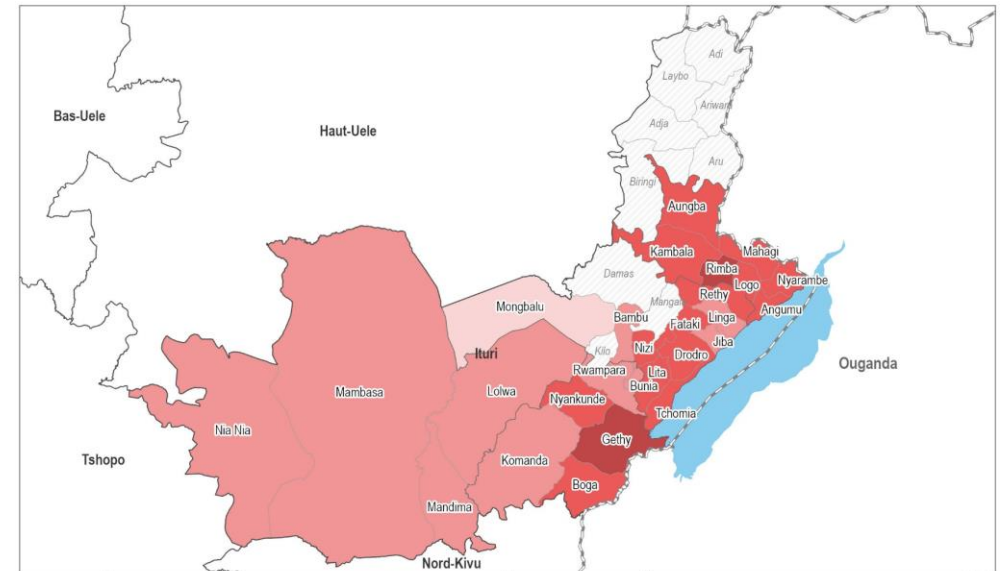 Adi
Laybo
Ariwara
Bas-Uele
Haut-Uele
Adja
Aru
Biringi
Aungba
Kambala
Mahagi
Rimba
Damas
Nyarambe
Logo
Rethy
Mangala
Mongbalu
Angumu
Bambu
Linga
Fataki
Jiba
Nizi
Kilo
Ituri
Drodro
Ouganda
Rwampara
Lita
Bunia
Mambasa
Lolwa
Nyankunde
Tchomia
Nia Nia
Gethy
Tshopo
Komanda
Boga
Mandima
Nord-Kivu